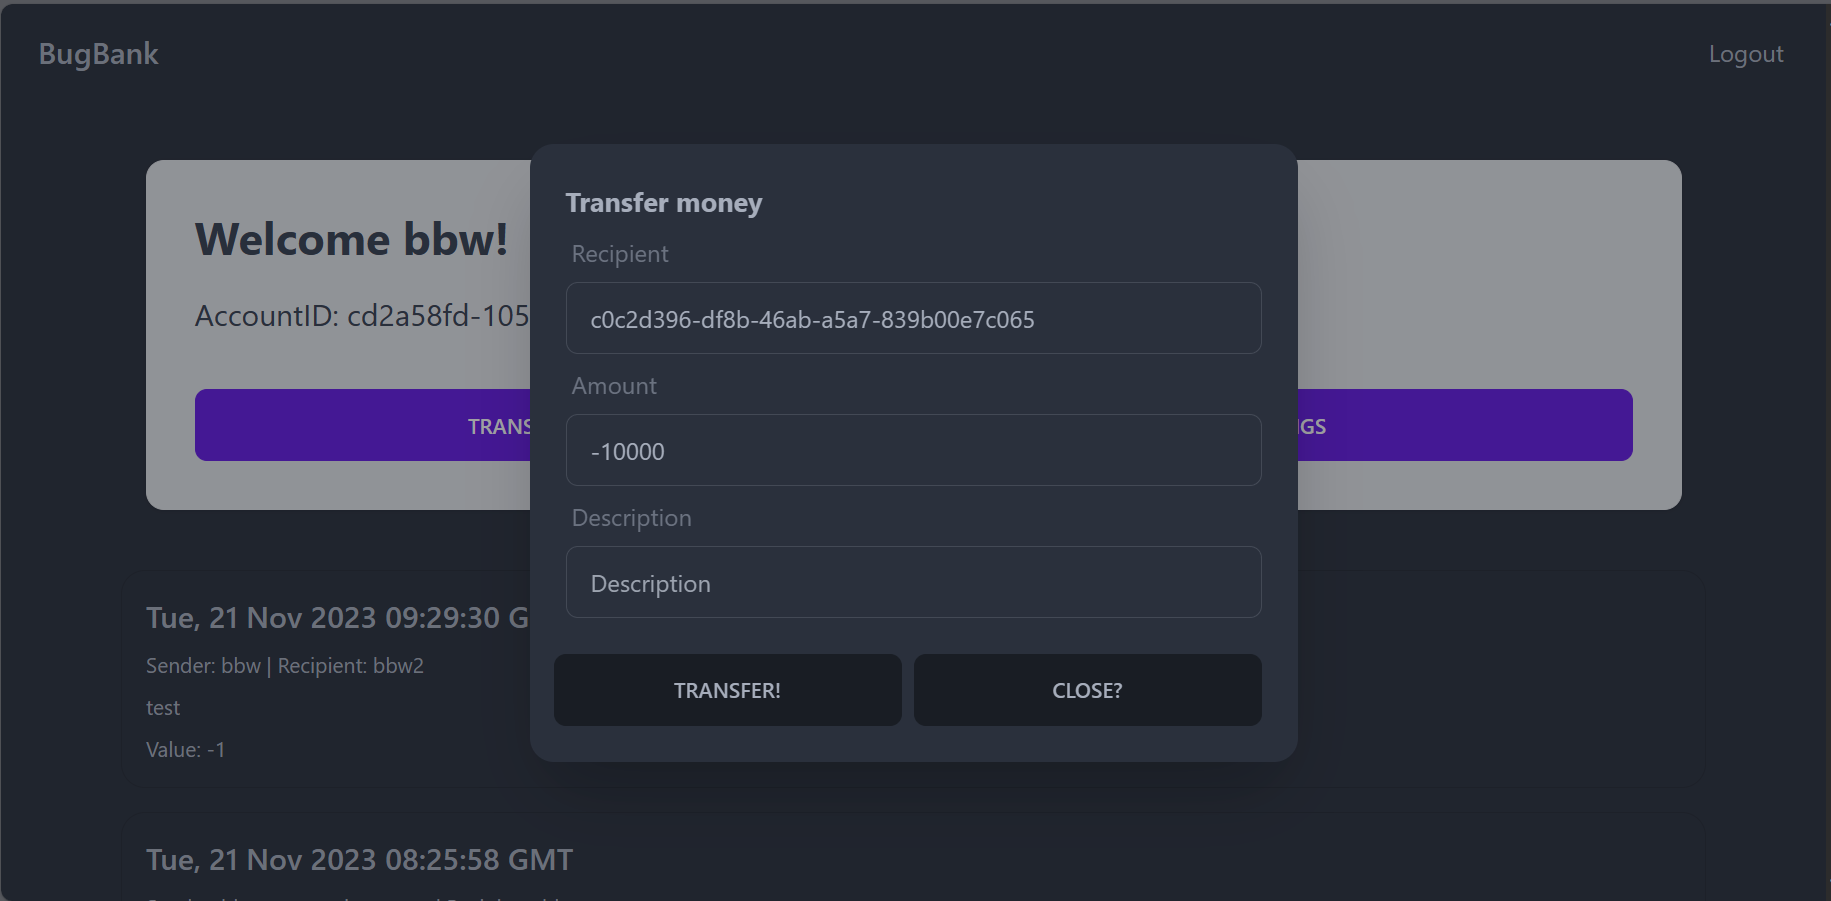 BugBank
Logout
Welcome bbw!
AccountID: cd2a58fd-105
Transfer money
Recipient
c0c2d396-df8b-46ab-a5a7-839b00e7c065
Amount
-10000
Description
Description
TRANSFER!
CLOSE?
Tue, 21 Nov 2023 09:29:30 G
Sender: bbw | Recipient: bbw2
test
Value: -1
Tue, 21 Nov 2023 08:25:58 GMT